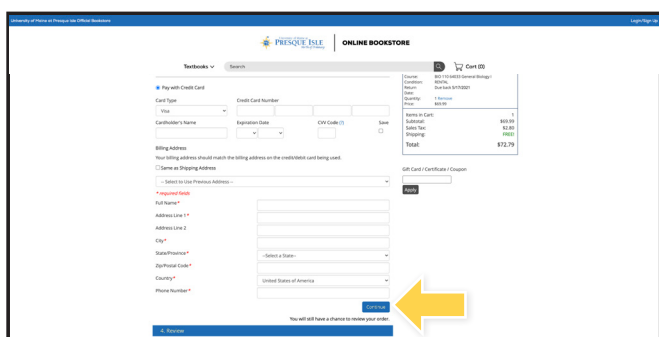 University of Maine at Presque Isle Official Bookstore
Login/Sign Up
PRESQUE ISLE
ONLINE BOOKSTORE
Textbooks
Search
Cart (0)
Pay with Credit Card
Card Type
Credit Card Number
Visa
Cardholder's Name
Expiration Date
CVV Code (?)
Save
Billing Address
Your billing address should match the billing address on the credit/debit card being used.
Same as Shipping Address
-- Select to Use Previous Address --
* required fields
Full Name*
Address Line 1*
Address Line 2
City*
State/Province*
--Select a State--
Zip/Postal Code*
Country*
United States of America
Phone Number*
Continue
You will still have a chance to review your order.
4. Review
Course:
Condition: RENTAL
Return Date: Due back 5/17/2021
Quantity: 1 Remove
Price: $69.99
Items in Cart: 1
Subtotal: $69.99
Sales Tax: $2.80
Shipping: FREE!
Total: $72.79
Gift Card / Certificate / Coupon
Apply